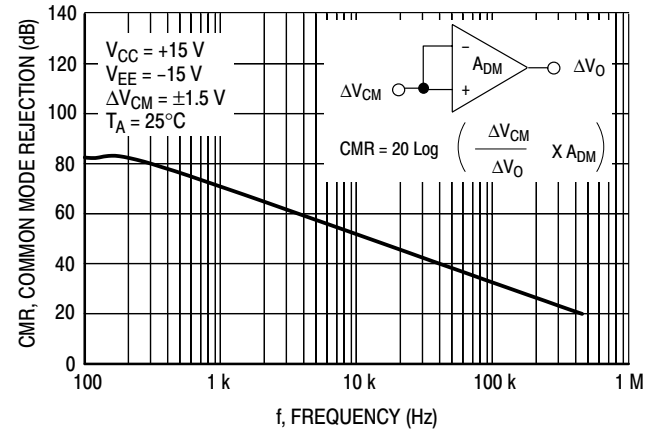 CMR, COMMON MODE REJECTION (dB)
140
120
100
80
60
40
20
0
V_CC = +15 V
V_EE = −15 V
ΔV_CM = ±1.5 V
T_A = 25°C
ΔV_CM
−
+
A_DM
ΔV_O
CMR = 20 Log ( ΔV_CM / ΔV_O X A_DM )
100 1 k 10 k 100 k 1 M
f, FREQUENCY (Hz)